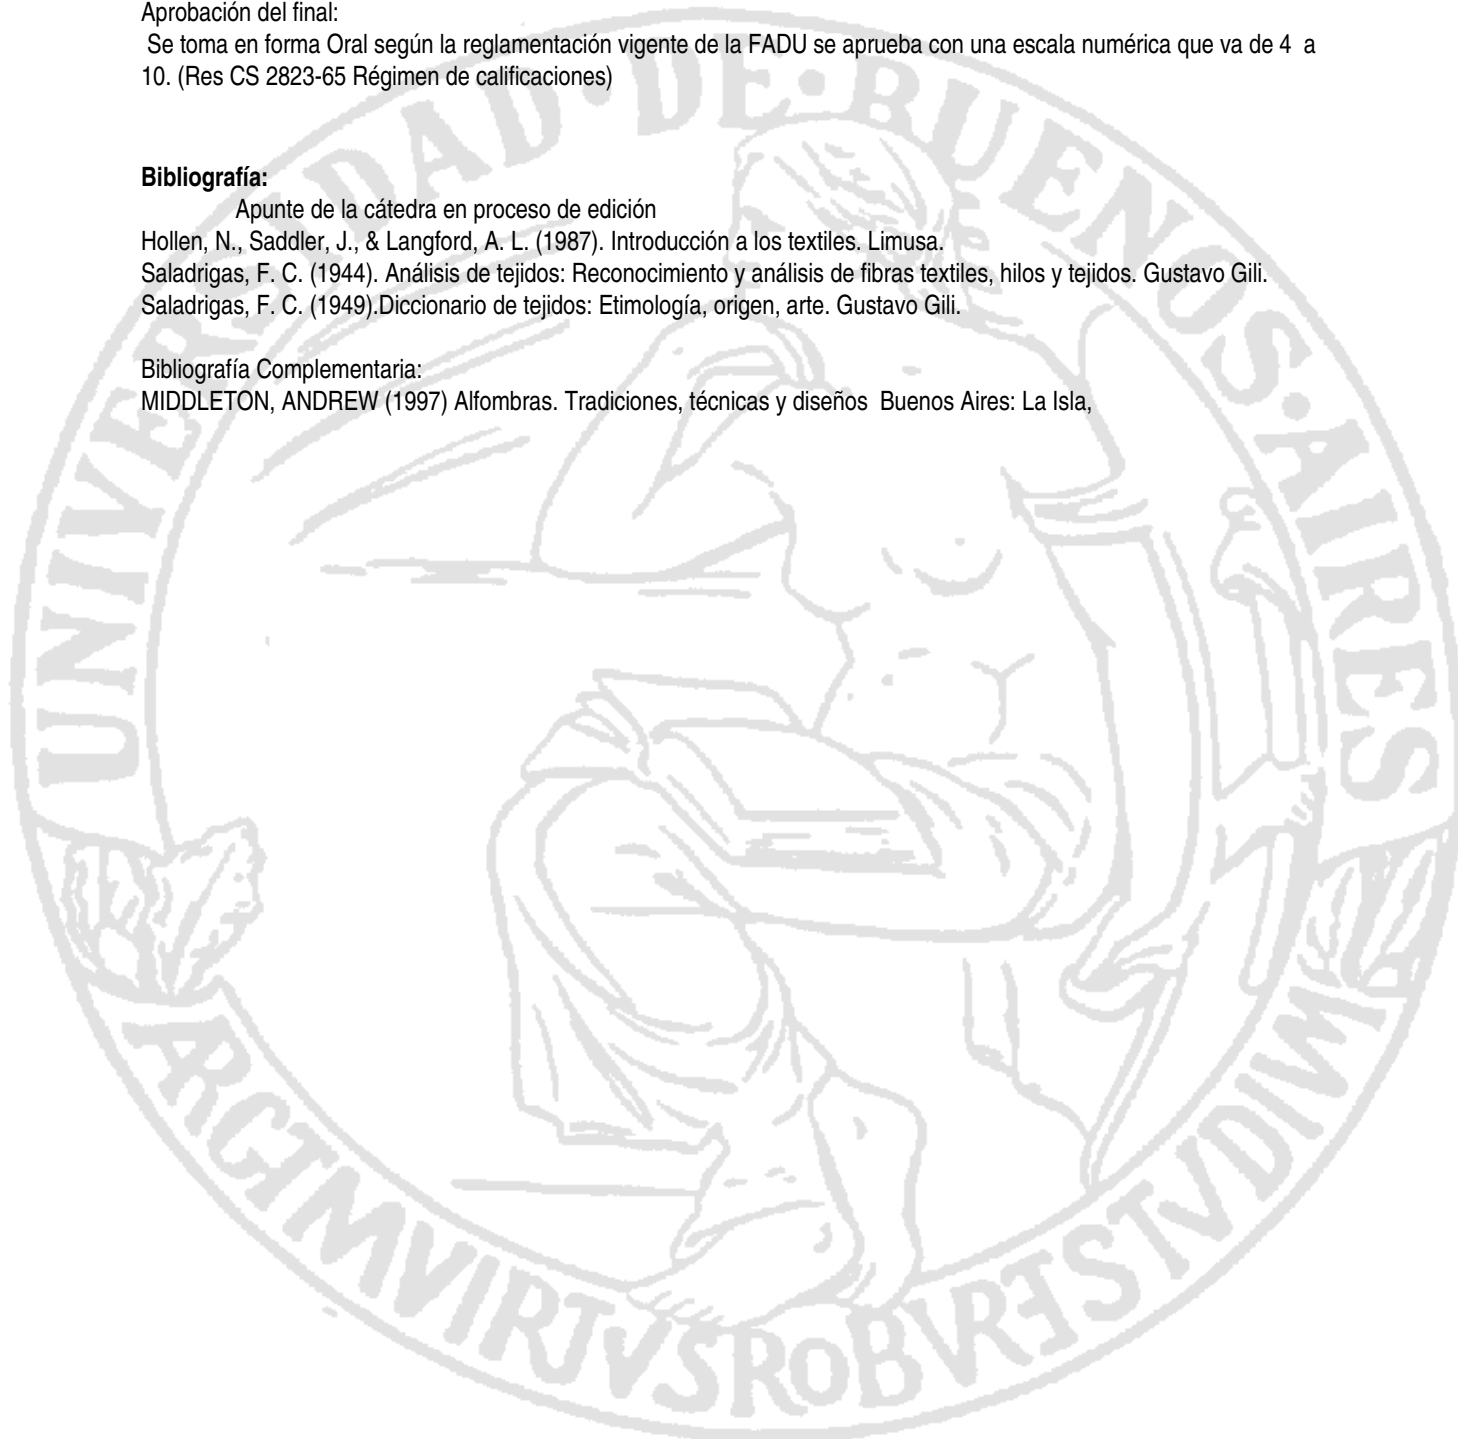 Aprobación del final:
Se toma en forma Oral según la reglamentación vigente de la FADU se aprueba con una escala numérica que va de 4 a
10. (Res CS 2823-65 Régimen de calificaciones)
Bibliografía:
Apunte de la cátedra en proceso de edición
Hollen, N., Saddler, J., & Langford, A. L. (1987). Introducción a los textiles. Limusa.
Saladrigas, F. C. (1944). Análisis de tejidos: Reconocimiento y análisis de fibras textiles, hilos y tejidos. Gustavo Gili.
Saladrigas, F. C. (1949).Diccionario de tejidos: Etimología, origen, arte. Gustavo Gili.
Bibliografía Complementaria:
MIDDLETON, ANDREW (1997) Alfombras. Tradiciones, técnicas y diseños Buenos Aires: La Isla,
UNIVERSIDAD·DE·BUENOS·AIRES
ARGTMVIRTVSROBVRETSTVDIVM